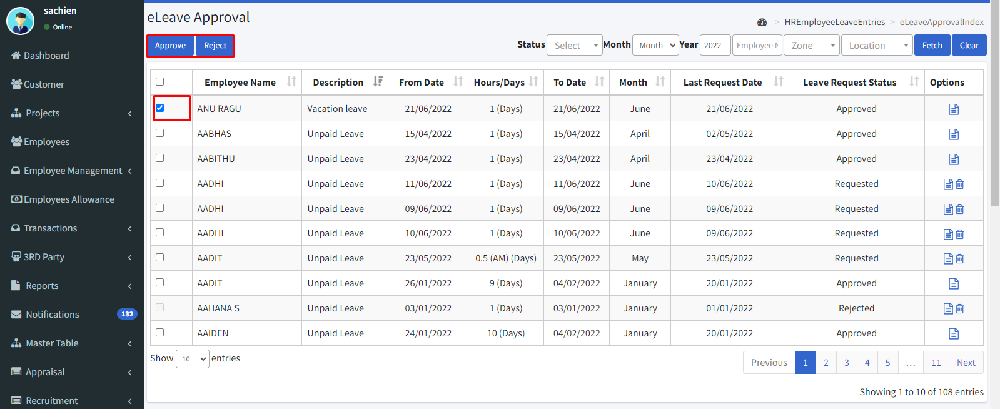 sachien
Online
Dashboard
Customer
Projects
Employees
Employee Management
Employees Allowance
Transactions
3RD Party
Reports
Notifications 132
Master Table
Appraisal
Recruitment
eLeave Approval
> HREmployeeLeaveEntries > eLeaveApprovalIndex
Approve Reject Status Select Month Month Year 2022 Employee N Zone Location Fetch Clear
Employee Name Description From Date Hours/Days To Date Month Last Request Date Leave Request Status Options
ANU RAGU Vacation leave 21/06/2022 1 (Days) 21/06/2022 June 21/06/2022 Approved
AABHAS Unpaid Leave 15/04/2022 1 (Days) 15/04/2022 April 02/05/2022 Approved
AABITHU Unpaid Leave 23/04/2022 1 (Days) 23/04/2022 April 23/04/2022 Approved
AADHI Unpaid Leave 11/06/2022 1 (Days) 11/06/2022 June 10/06/2022 Requested
AADHI Unpaid Leave 09/06/2022 1 (Days) 09/06/2022 June 09/06/2022 Requested
AADHI Unpaid Leave 10/06/2022 1 (Days) 10/06/2022 June 09/06/2022 Requested
AADIT Unpaid Leave 23/05/2022 0.5 (AM) (Days) 23/05/2022 May 23/05/2022 Requested
AADIT Unpaid Leave 26/01/2022 9 (Days) 04/02/2022 January 20/01/2022 Approved
AAHANA S Unpaid Leave 03/01/2022 1 (Days) 03/01/2022 January 01/01/2022 Rejected
AAIDEN Unpaid Leave 24/01/2022 10 (Days) 04/02/2022 January 20/01/2022 Approved
Show 10 entries
Previous 1 2 3 4 5 ... 11 Next
Showing 1 to 10 of 108 entries